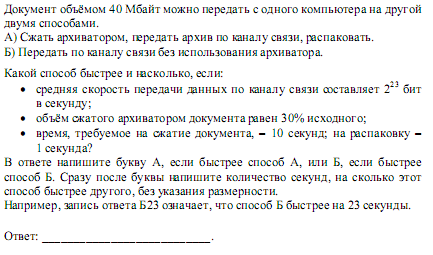 Документ объёмом 40 Мбайт можно передать с одного компьютера на другой
двумя способами.
А) Сжать архиватором, передать архив по каналу связи, распаковать.
Б) Передать по каналу связи без использования архиватора.
Какой способ быстрее и насколько, если:
• средняя скорость передачи данных по каналу связи составляет 2²³ бит
в секунду;
• объём сжатого архиватором документа равен 30% исходного;
• время, требуемое на сжатие документа, – 10 секунд; на распаковку –
1 секунда?
В ответе напишите букву А, если быстрее способ А, или Б, если быстрее
способ Б. Сразу после буквы напишите количество секунд, на сколько этот
способ быстрее другого, без указания размерности.
Например, запись ответа Б23 означает, что способ Б быстрее на 23 секунды.
Ответ: ___________________________.